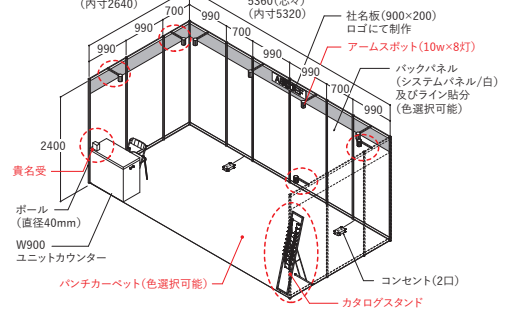 (内寸2640)
5360(芯々)
(内寸5320)
700
990
990
990
990
700
990
990
990
700
990
社名板(900×200)
ロゴにて制作
アームスポット(10w×8灯)
バックパネル
(システムパネル/白)
及びライン貼分
(色選択可能)
2400
貴名受
ポール
(直径40mm)
W900
ユニットカウンター
パンチカーペット(色選択可能)
コンセント(2口)
カタログスタンド